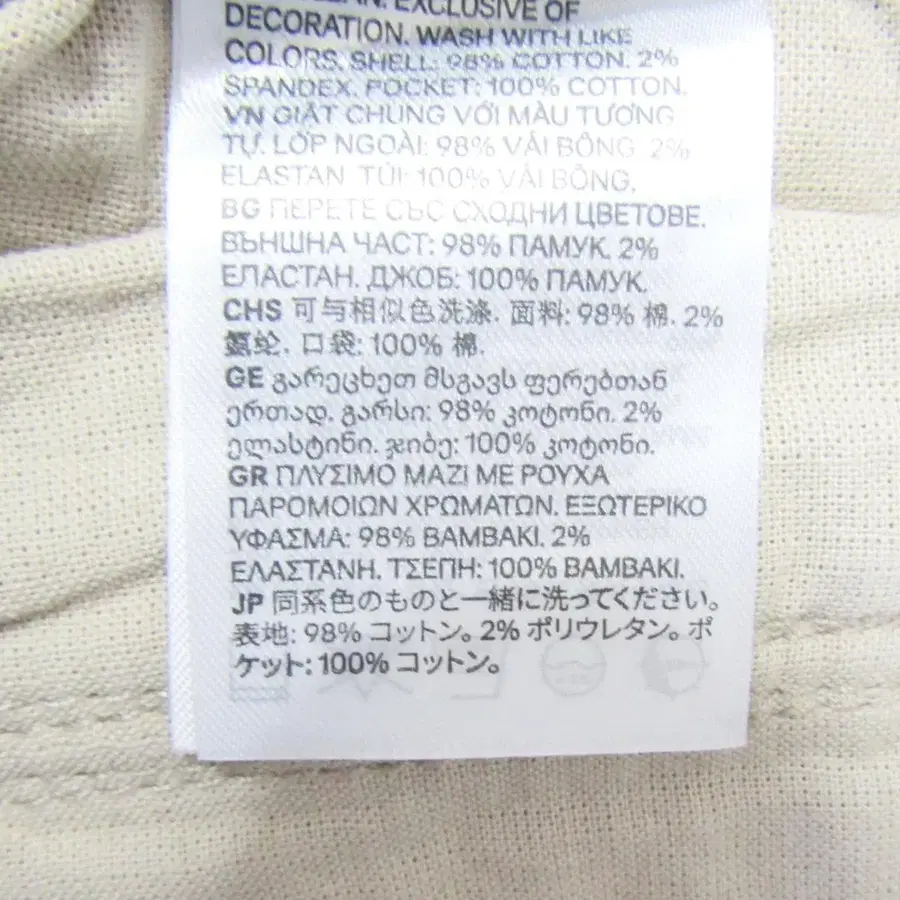 EXCLUSIVE OF
DECORATION. WASH WITH LIKE
COLORS. SHELL: 98% COTTON. 2%
SPANDEX. POCKET: 100% COTTON.
VN GIẶT CHUNG VỚI MÀU TƯƠNG
TỰ. LỚP NGOÀI: 98% VẢI BÔNG. 2%
ELASTAN. TÚI: 100% VẢI BÔNG.
BG ПЕРЕТЕ СЪС СХОДНИ ЦВЕТОВЕ.
ВЪНШНА ЧАСТ: 98% ПАМУК. 2%
ЕЛАСТАН. ДЖОБ: 100% ПАМУК.
CHS 可与相似色洗涤. 面料: 98% 棉. 2%
氨纶. 口袋: 100% 棉.
GE გარეცხეთ მსგავს ფერებთან
ერთად. გარსი: 98% კოტონი. 2%
ელასტინი. ჯიბე: 100% კოტონი.
GR ΠΛΥΣΙΜΟ ΜΑΖΙ ΜΕ ΡΟΥΧΑ
ΠΑΡΟΜΟΙΩΝ ΧΡΩΜΑΤΩΝ. ΕΞΩΤΕΡΙΚΟ
ΥΦΑΣΜΑ: 98% ΒΑΜΒΑΚΙ. 2%
ΕΛΑΣΤΑΝΗ. ΤΣΕΠΗ: 100% ΒΑΜΒΑΚΙ.
JP 同系色のものと一緒に洗ってください。
表地: 98% コットン。2% ポリウレタン。ポ
ケット: 100% コットン。